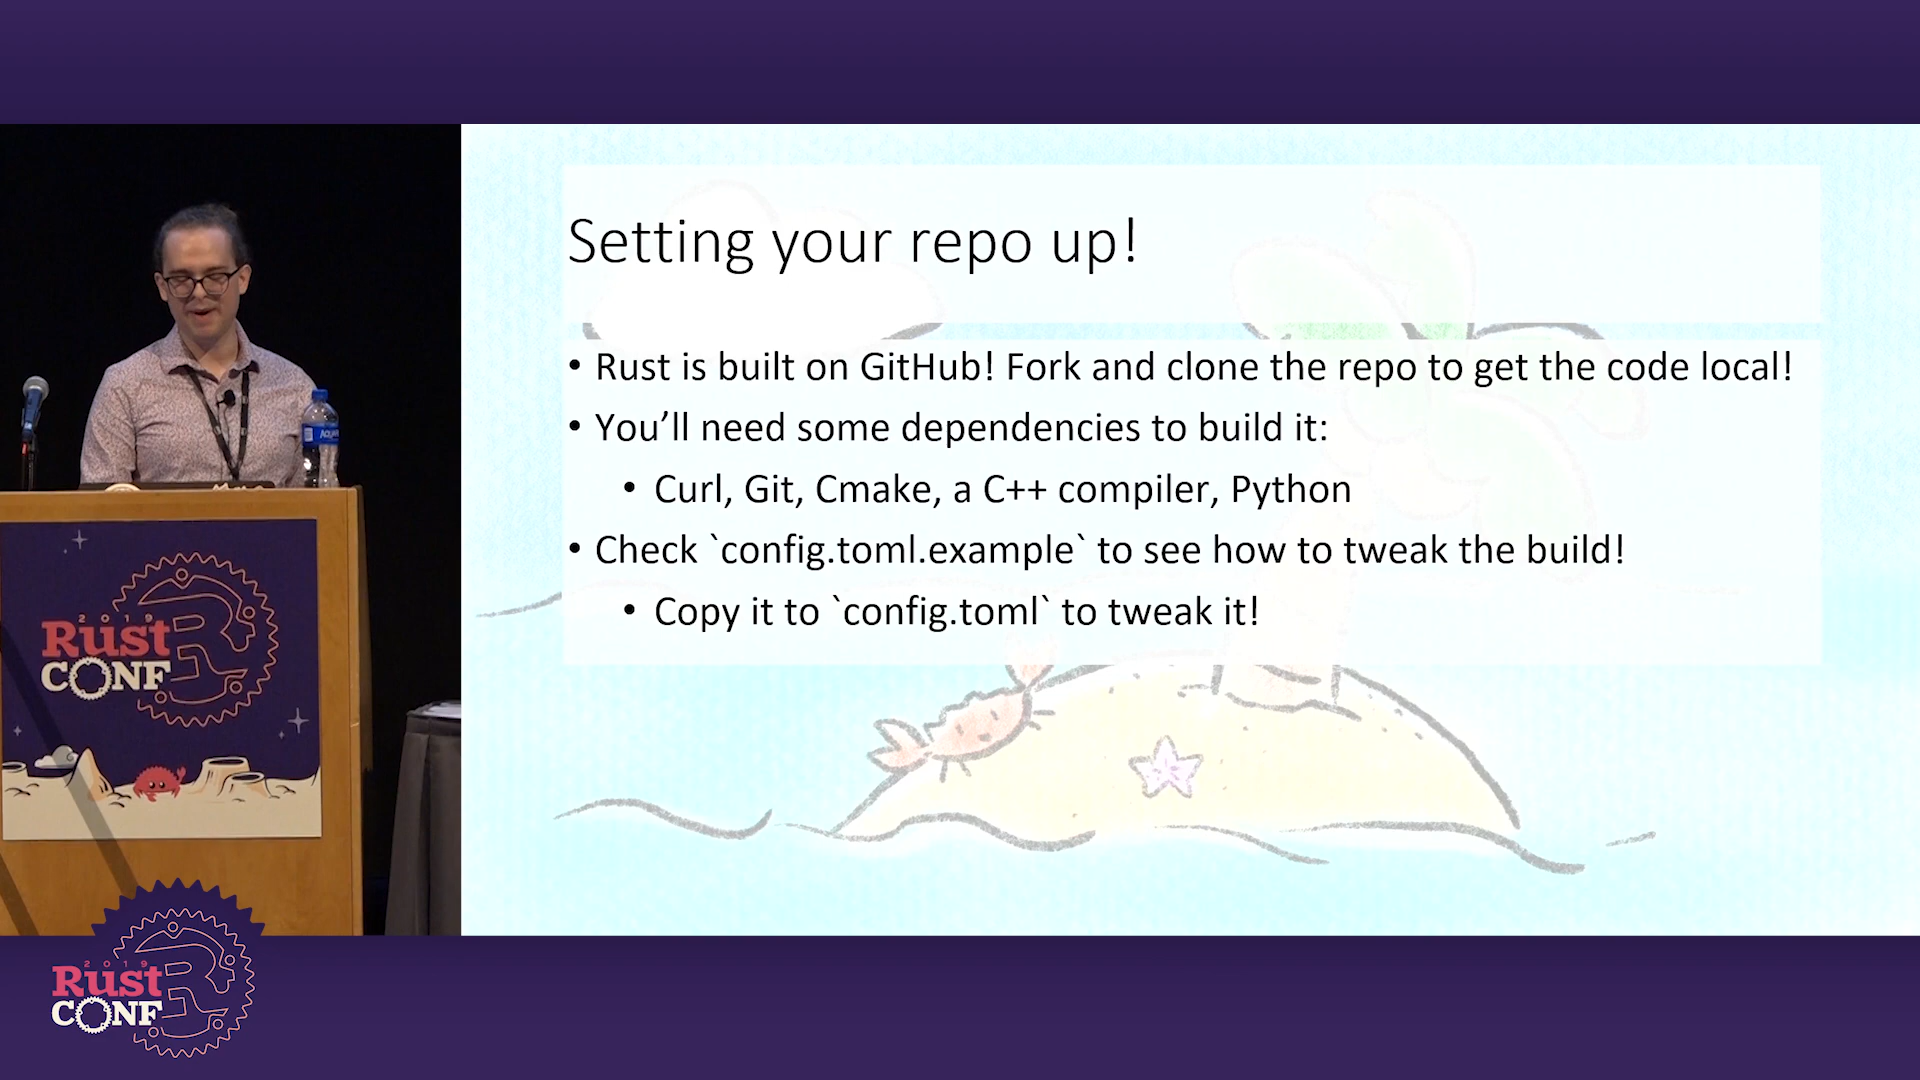 Setting your repo up!
• Rust is built on GitHub! Fork and clone the repo to get the code local!
• You’ll need some dependencies to build it:
• Curl, Git, Cmake, a C++ compiler, Python
• Check `config.toml.example` to see how to tweak the build!
• Copy it to `config.toml` to tweak it!
2019
Rust
CONF
2019
Rust
CONF